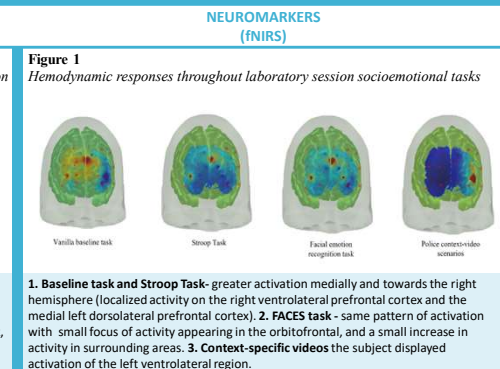 NEUROMARKERS
(fNIRS)
Figure 1
on
Hemodynamic responses throughout laboratory session socioemotional tasks
Vanilla baseline task
Stroop Task
Facial emotion
recognition task
Police context-video
scenarios
1. Baseline task and Stroop Task- greater activation medially and towards the right
hemisphere (localized activity on the right ventrolateral prefrontal cortex and the
medial left dorsolateral prefrontal cortex). 2. FACES task - same pattern of activation
with small focus of activity appearing in the orbitofrontal, and a small increase in
activity in surrounding areas. 3. Context-specific videos the subject displayed
activation of the left ventrolateral region.